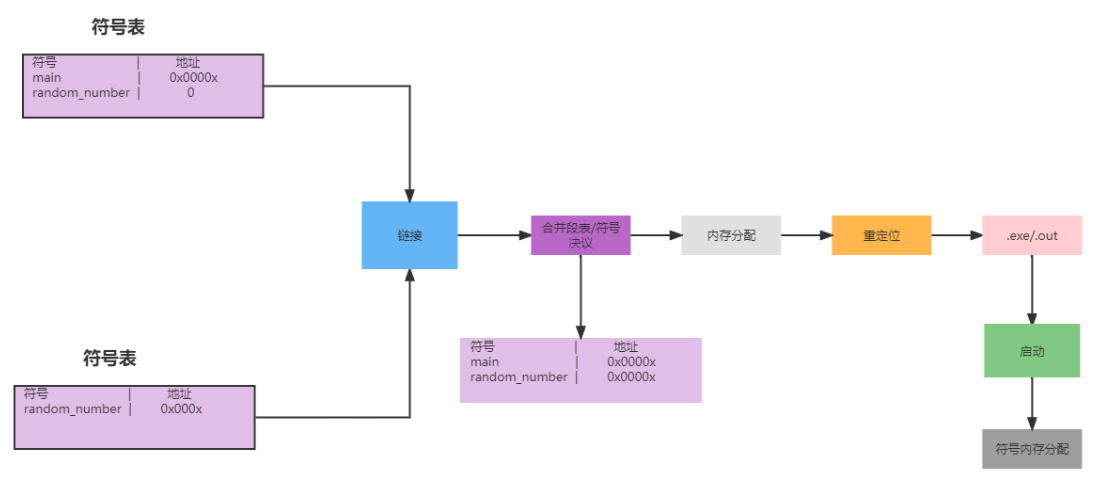 符号表
符号 | 地址
main | 0x0000x
random_number | 0
链接
合并段表/符号
决议
内存分配
重定位
.exe/.out
符号 | 地址
main | 0x0000x
random_number | 0x0000x
启动
符号内存分配
符号表
符号 | 地址
random_number | 0x000x